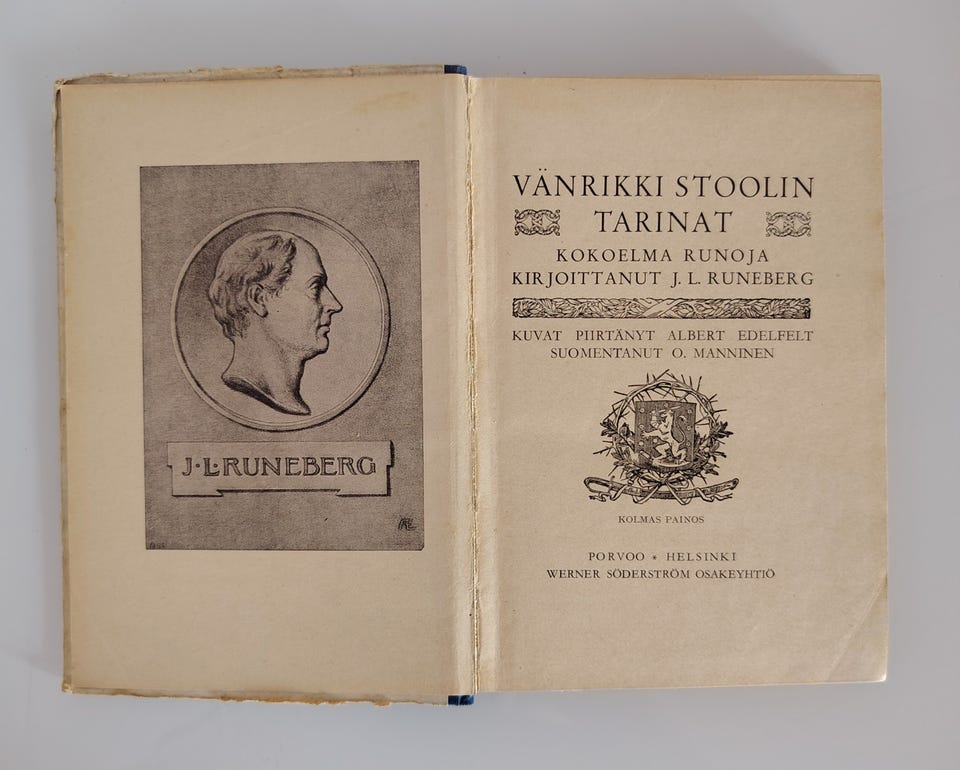 J·L·RUNEBERG
AE
VÄNRIKKI STOOLIN
TARINAT
KOKOELMA RUNOJA
KIRJOITTANUT J. L. RUNEBERG
KUVAT PIIRTÄNYT ALBERT EDELFELT
SUOMENTANUT O. MANNINEN
KOLMAS PAINOS
PORVOO * HELSINKI
WERNER SÖDERSTRÖM OSAKEYHTIÖ